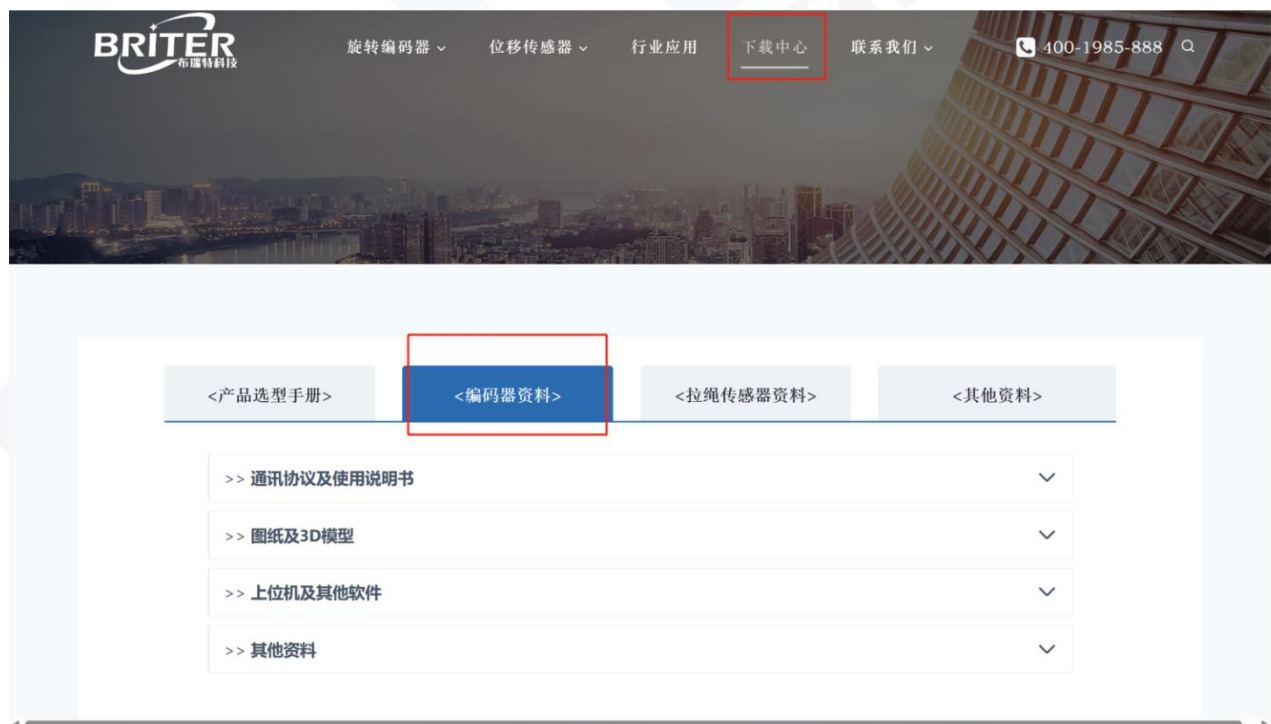 BRITER
布瑞特科技
旋转编码器 位移传感器 行业应用 下载中心 联系我们 400-1985-888
<产品选型手册> <编码器资料> <拉绳传感器资料> <其他资料>
>> 通讯协议及使用说明书
>> 图纸及3D模型
>> 上位机及其他软件
>> 其他资料